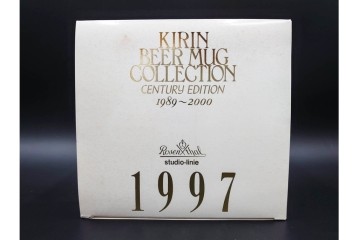 KIRIN
BEER MUG
COLLECTION
CENTURY EDITION
1989~2000
Rosenthal
studio-linie
1997